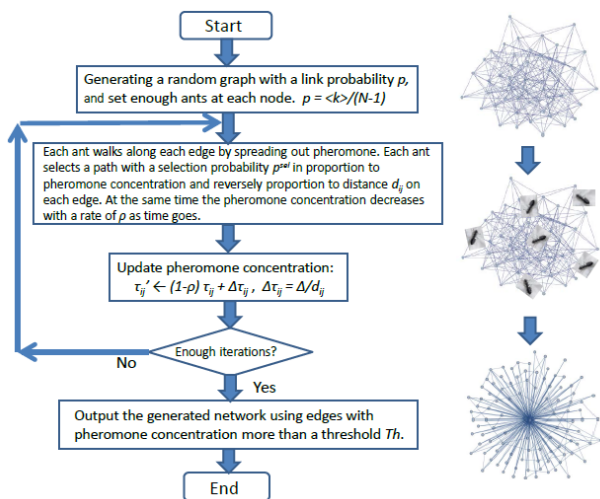 Start
Generating a random graph with a link probability p,
and set enough ants at each node. p = <k>/(N-1)
Each ant walks along each edge by spreading out pheromone. Each ant
selects a path with a selection probability p^sel in proportion to
pheromone concentration and reversely proportion to distance d_ij on
each edge. At the same time the pheromone concentration decreases
with a rate of ρ as time goes.
Update pheromone concentration:
τ_ij' ← (1-ρ) τ_ij + Δτ_ij , Δτ_ij = Δ/d_ij
Enough iterations?
No
Yes
Output the generated network using edges with
pheromone concentration more than a threshold Th.
End